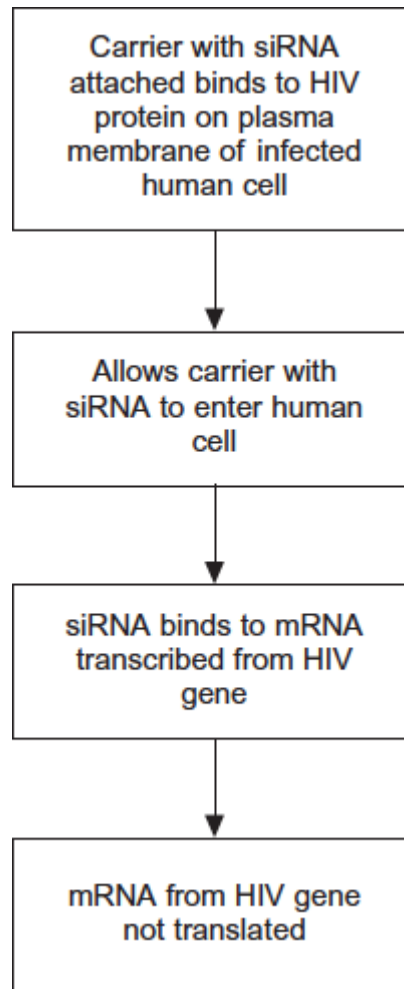 Carrier with siRNA
attached binds to HIV
protein on plasma
membrane of infected
human cell
Allows carrier with
siRNA to enter human
cell
siRNA binds to mRNA
transcribed from HIV
gene
mRNA from HIV gene
not translated